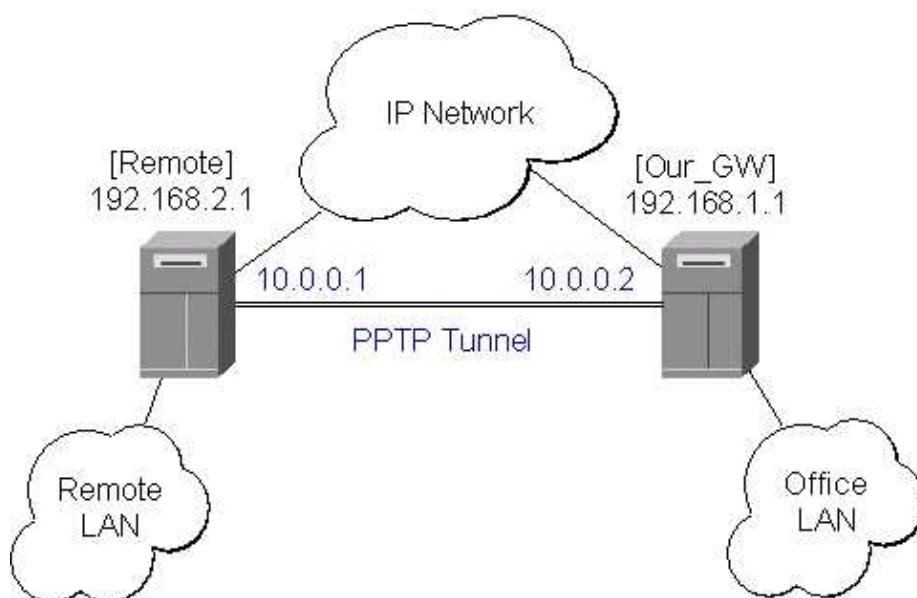 IP Network
[Remote]
192.168.2.1
[Our_GW]
192.168.1.1
10.0.0.1
10.0.0.2
PPTP Tunnel
Remote
LAN
Office
LAN